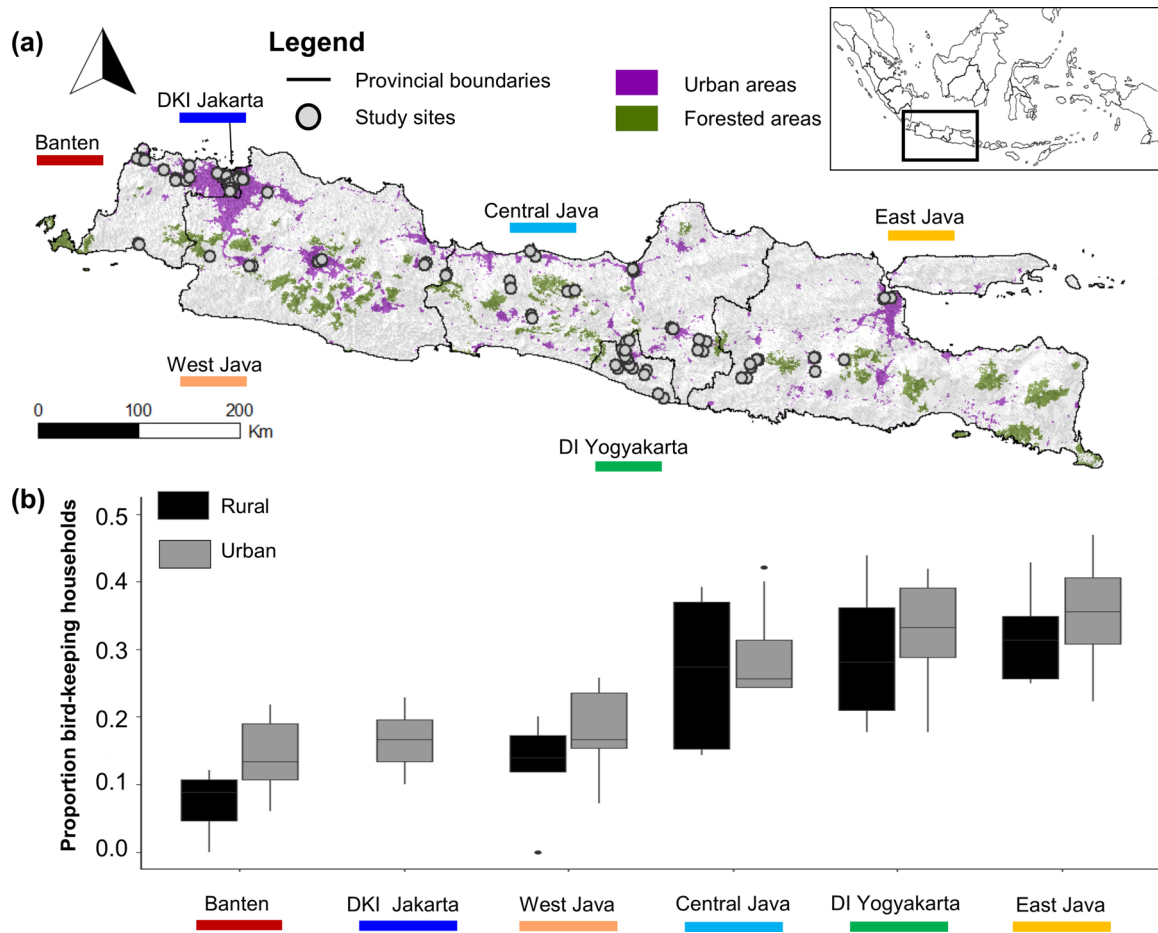 (a)
Legend
Provincial boundaries
Study sites
Urban areas
Forested areas
DKI Jakarta
Banten
Central Java
East Java
West Java
0 100 200
Km
DI Yogyakarta
(b)
Rural
Urban
Proportion bird-keeping households
0.5
0.4
0.3
0.2
0.1
0.0
Banten DKI Jakarta West Java Central Java DI Yogyakarta East Java